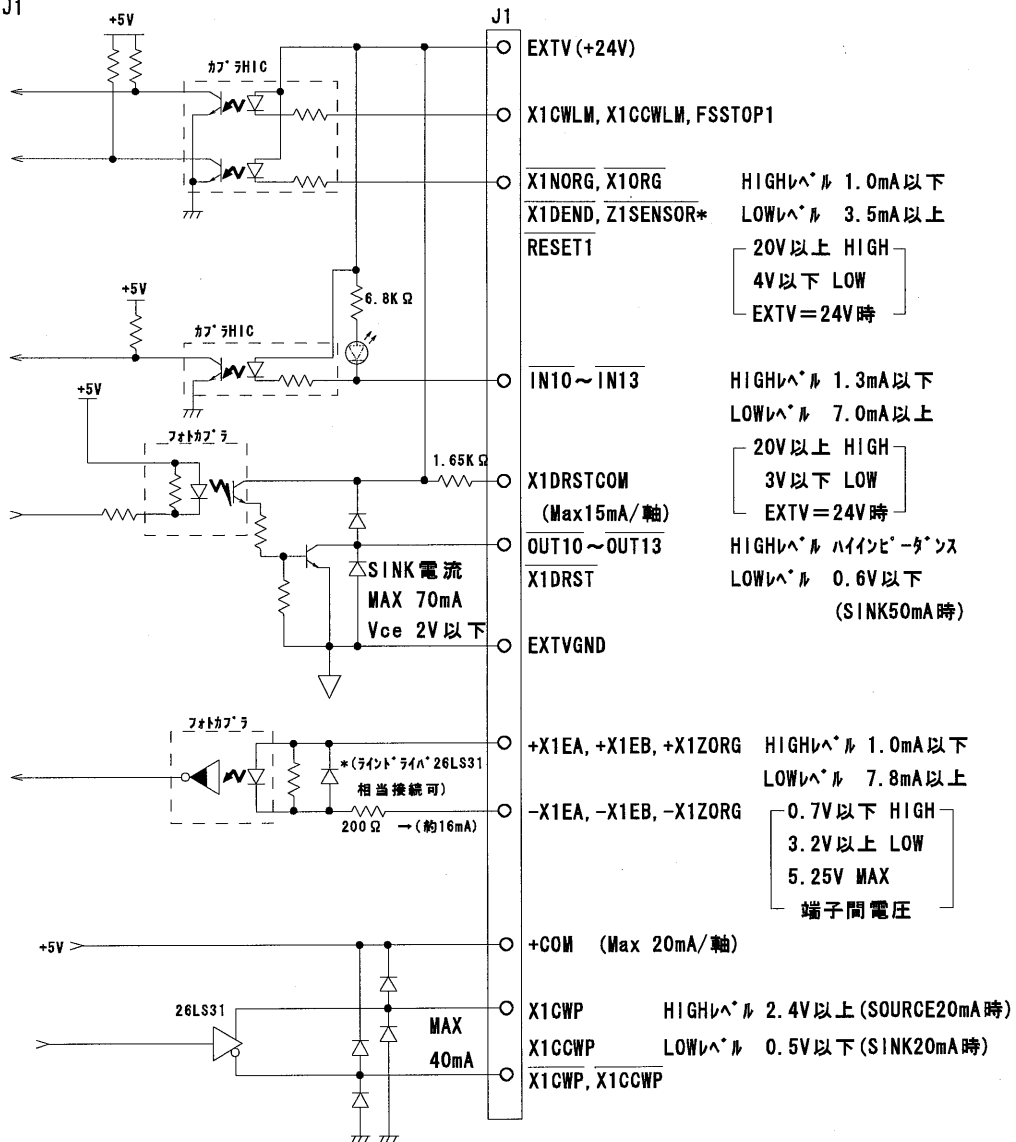 J1
J1
+5V
EXTV(+24V)
ｶﾌﾟﾗHIC
X1CWLM, X1CCWLM, FSSTOP1
X1NORG, X1ORG HIGHﾚﾍﾞﾙ 1.0mA以下
X1DEND, Z1SENSOR* LOWﾚﾍﾞﾙ 3.5mA以上
RESET1 20V以上 HIGH
4V以下 LOW
EXTV=24V時
+5V
6.8KΩ
ｶﾌﾟﾗHIC
IN10～IN13 HIGHﾚﾍﾞﾙ 1.3mA以下
LOWﾚﾍﾞﾙ 7.0mA以上
+5V
ﾌｫﾄｶﾌﾟﾗ
20V以上 HIGH
1.65KΩ
X1DRSTCOM 3V以下 LOW
(Max15mA/軸) EXTV=24V時
OUT10～OUT13 HIGHﾚﾍﾞﾙ ﾊｲｲﾝﾋﾟｰﾀﾞﾝｽ
SINK電流
X1DRST LOWﾚﾍﾞﾙ 0.6V以下
MAX 70mA
(SINK50mA時)
Vce 2V以下
EXTVGND
ﾌｫﾄｶﾌﾟﾗ
+X1EA, +X1EB, +X1ZORG HIGHﾚﾍﾞﾙ 1.0mA以下
*(ﾗｲﾝﾄﾞﾗｲﾊﾞ26LS31
相当接続可)
LOWﾚﾍﾞﾙ 7.8mA以上
-X1EA, -X1EB, -X1ZORG 0.7V以下 HIGH
200Ω →(約16mA)
3.2V以上 LOW
5.25V MAX
端子間電圧
+5V
+COM (Max 20mA/軸)
26LS31
X1CWP HIGHﾚﾍﾞﾙ 2.4V以上(SOURCE20mA時)
MAX
X1CCWP LOWﾚﾍﾞﾙ 0.5V以下(SINK20mA時)
40mA
X1CWP, X1CCWP